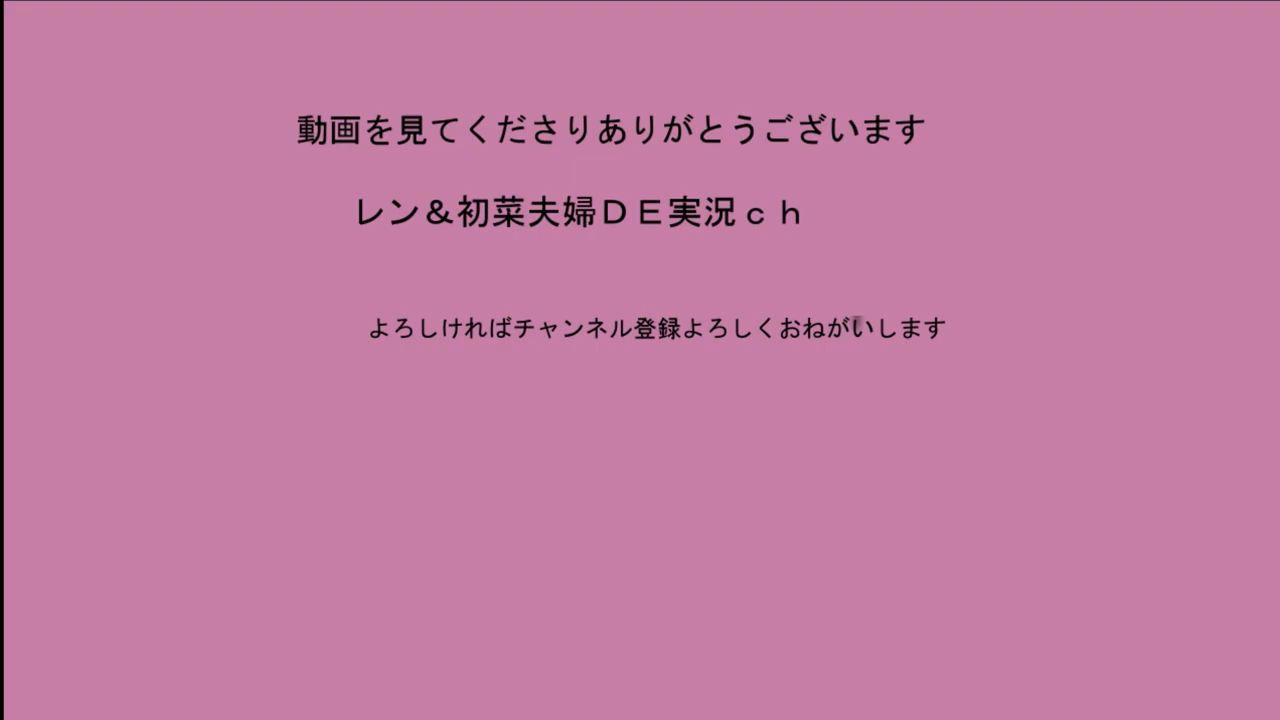 動画を見てくださりありがとうございます
レン＆初菜夫婦ＤＥ実況ｃｈ
よろしければチャンネル登録よろしくおねがいします